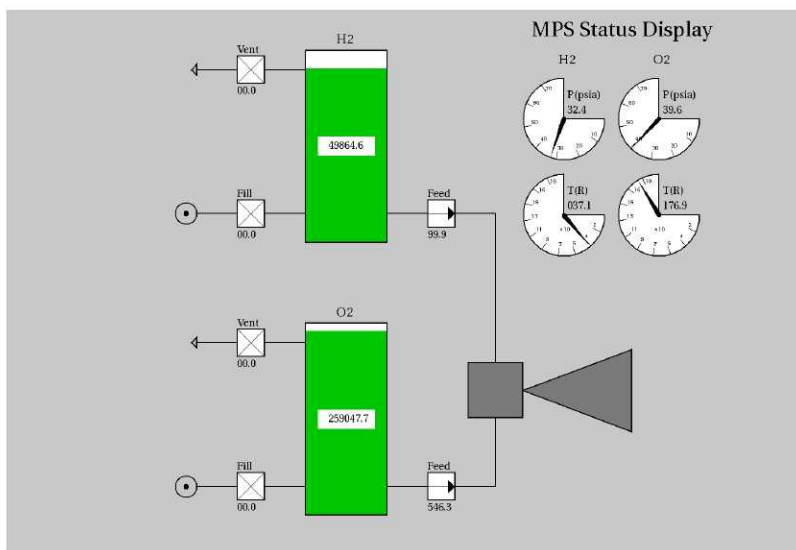 MPS Status Display
H2
O2
P(psia)
32.4
P(psia)
39.6
T(R)
037.1
T(R)
176.9
H2
Vent
00.0
49864.6
Fill
00.0
Feed
99.9
O2
Vent
00.0
259047.7
Fill
00.0
Feed
546.3